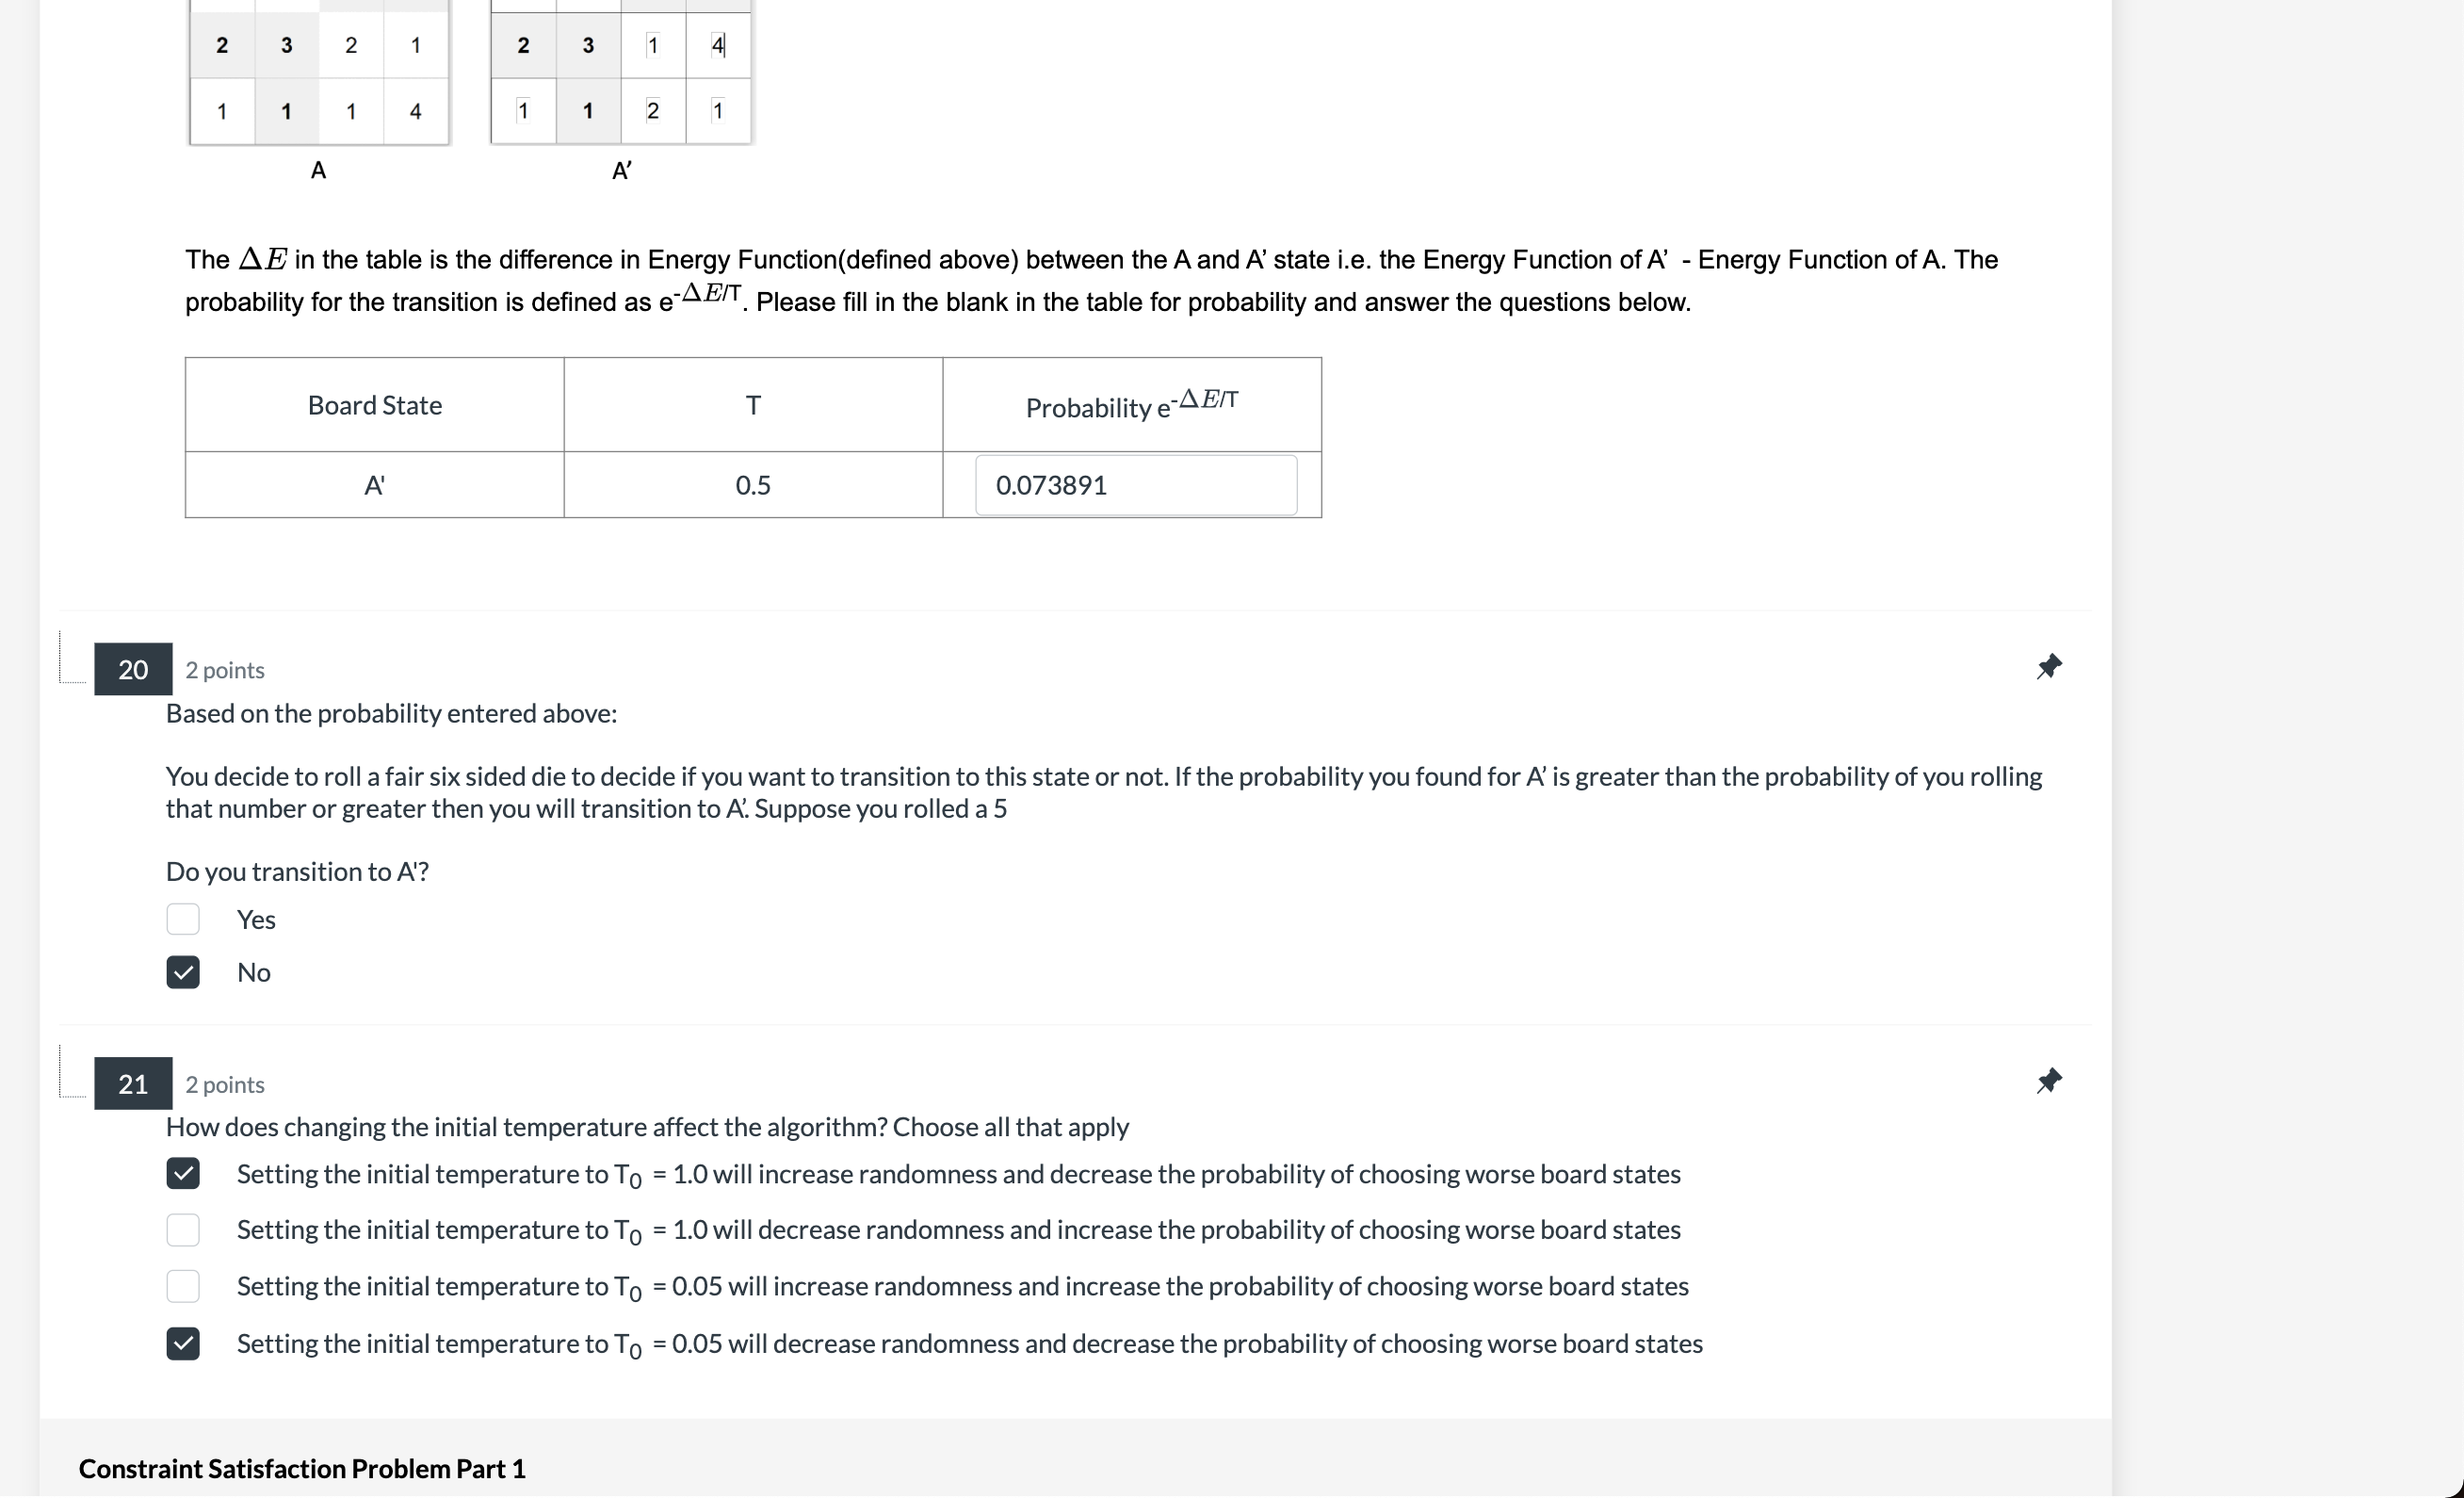 2 3 2 1 2 3 1 4
1 1 1 4 1 1 2 1
A A’
The ΔE in the table is the difference in Energy Function(defined above) between the A and A’ state i.e. the Energy Function of A’ - Energy Function of A. The
probability for the transition is defined as e-ΔE/T. Please fill in the blank in the table for probability and answer the questions below.
Board State T Probability e-ΔE/T
A' 0.5 0.073891
20 2 points
Based on the probability entered above:
You decide to roll a fair six sided die to decide if you want to transition to this state or not. If the probability you found for A’ is greater than the probability of you rolling
that number or greater then you will transition to A’. Suppose you rolled a 5
Do you transition to A'?
Yes
No
21 2 points
How does changing the initial temperature affect the algorithm? Choose all that apply
Setting the initial temperature to T0 = 1.0 will increase randomness and decrease the probability of choosing worse board states
Setting the initial temperature to T0 = 1.0 will decrease randomness and increase the probability of choosing worse board states
Setting the initial temperature to T0 = 0.05 will increase randomness and increase the probability of choosing worse board states
Setting the initial temperature to T0 = 0.05 will decrease randomness and decrease the probability of choosing worse board states
Constraint Satisfaction Problem Part 1